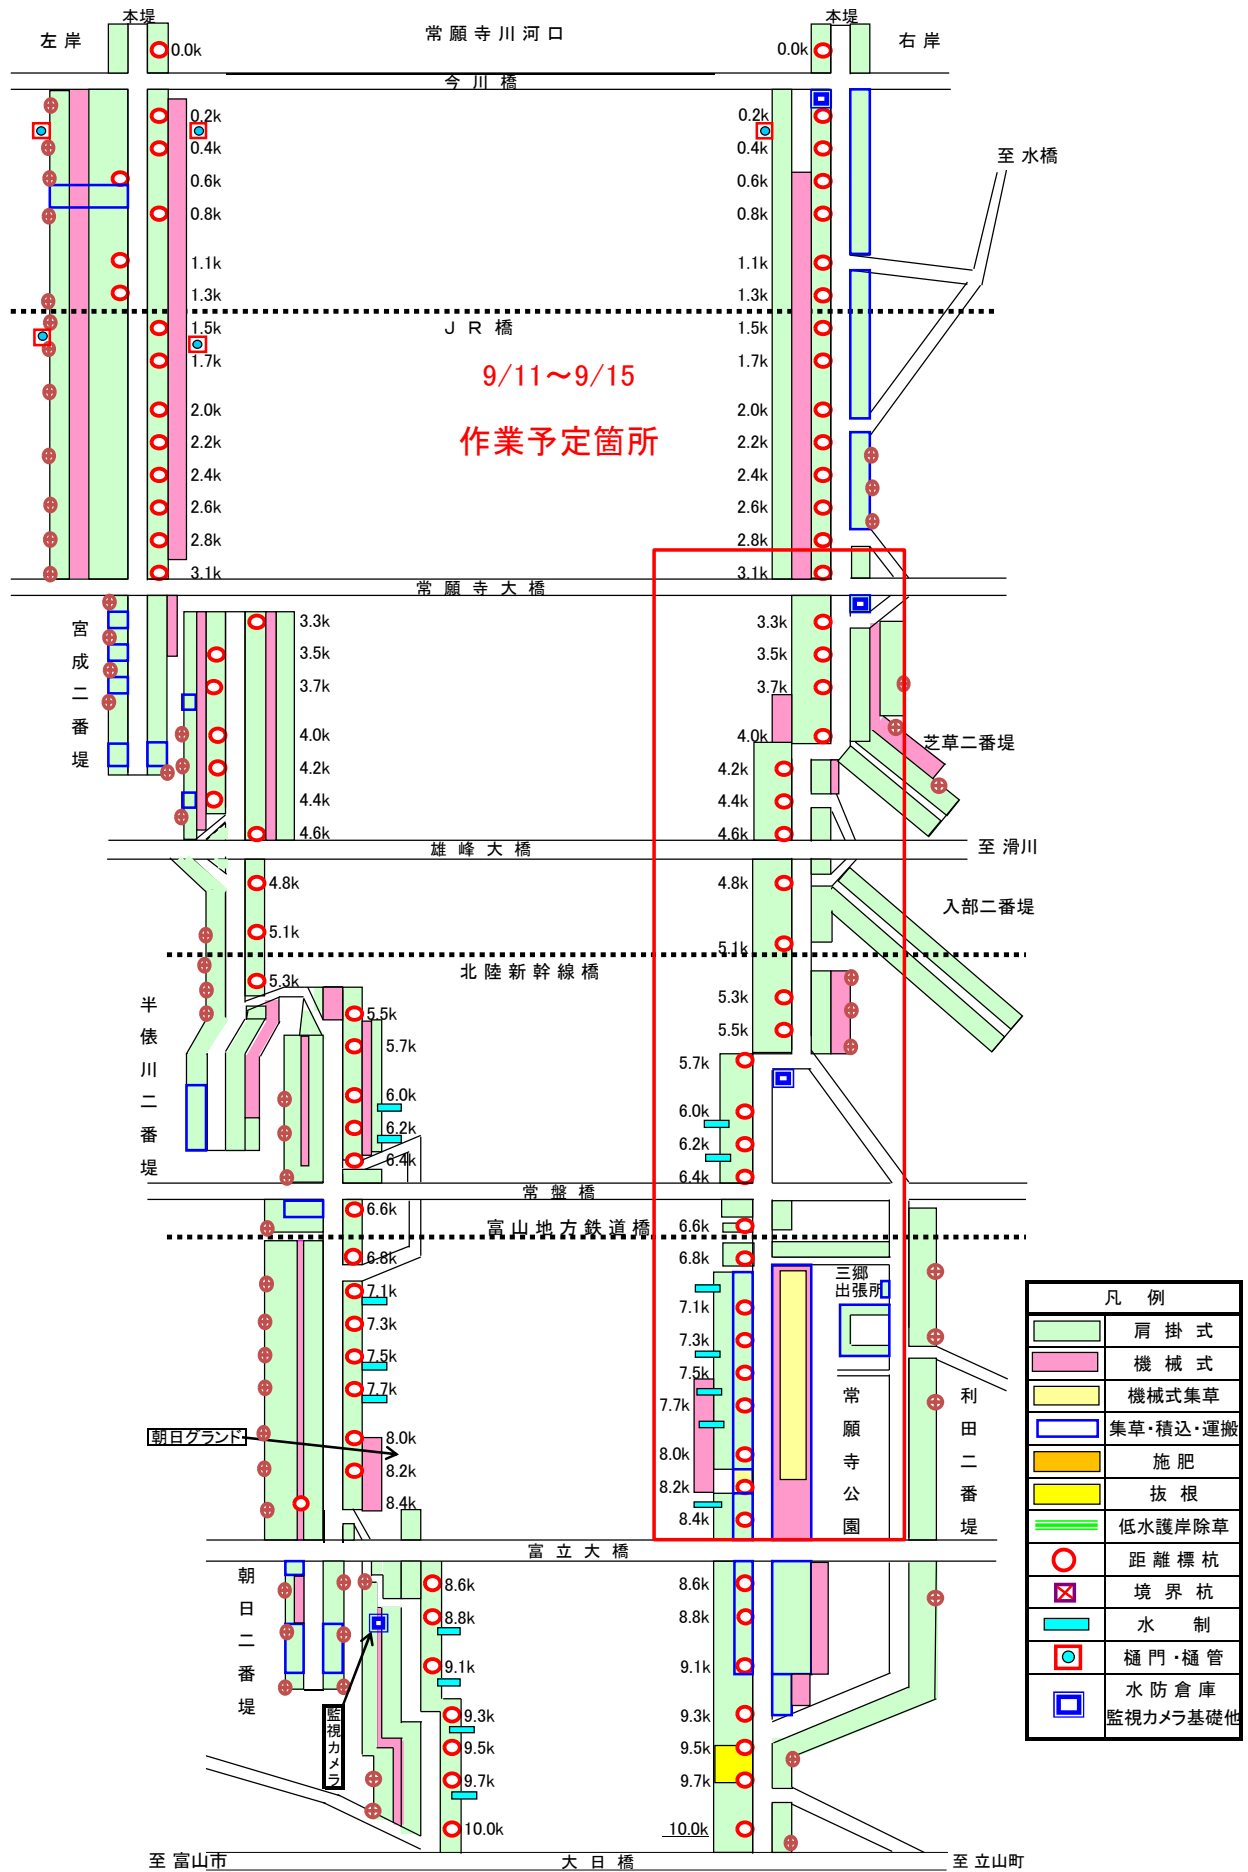 本堤
本堤
左岸
常願寺川河口
右岸
0.0k
0.0k
今川橋
0.2k
0.2k
0.4k
0.4k
至 水橋
0.6k
0.6k
0.8k
0.8k
1.1k
1.1k
1.3k
1.3k
1.5k
JR橋
1.5k
1.7k
1.7k
9/11～9/15
2.0k
2.0k
作業予定箇所
2.2k
2.2k
2.4k
2.4k
2.6k
2.6k
2.8k
2.8k
3.1k
3.1k
常願寺大橋
宮成二番堤
3.3k
3.3k
3.5k
3.5k
3.7k
3.7k
4.0k
4.0k
芝草二番堤
4.2k
4.2k
4.4k
4.4k
4.6k
4.6k
雄峰大橋
至 滑川
4.8k
4.8k
入部二番堤
5.1k
5.1k
北陸新幹線橋
5.3k
5.3k
半俵川二番堤
5.5k
5.5k
5.7k
5.7k
6.0k
6.0k
6.2k
6.2k
6.4k
6.4k
常盤橋
6.6k
6.6k
富山地方鉄道橋
6.8k
6.8k
三郷
出張所
7.1k
7.1k
7.3k
7.3k
7.5k
7.5k
7.7k
7.7k
常願寺公園
利田二番堤
朝日グランド
8.0k
8.0k
8.2k
8.2k
8.4k
8.4k
富立大橋
朝日二番堤
8.6k
8.6k
8.8k
8.8k
9.1k
9.1k
監視カメラ
9.3k
9.3k
9.5k
9.5k
9.7k
9.7k
10.0k
10.0k
至 富山市
大日橋
至 立山町
凡例
肩掛式
機械式
機械式集草
集草・積込・運搬
施肥
抜根
低水護岸除草
距離標杭
境界杭
水制
樋門・樋管
水防倉庫
監視カメラ基礎他